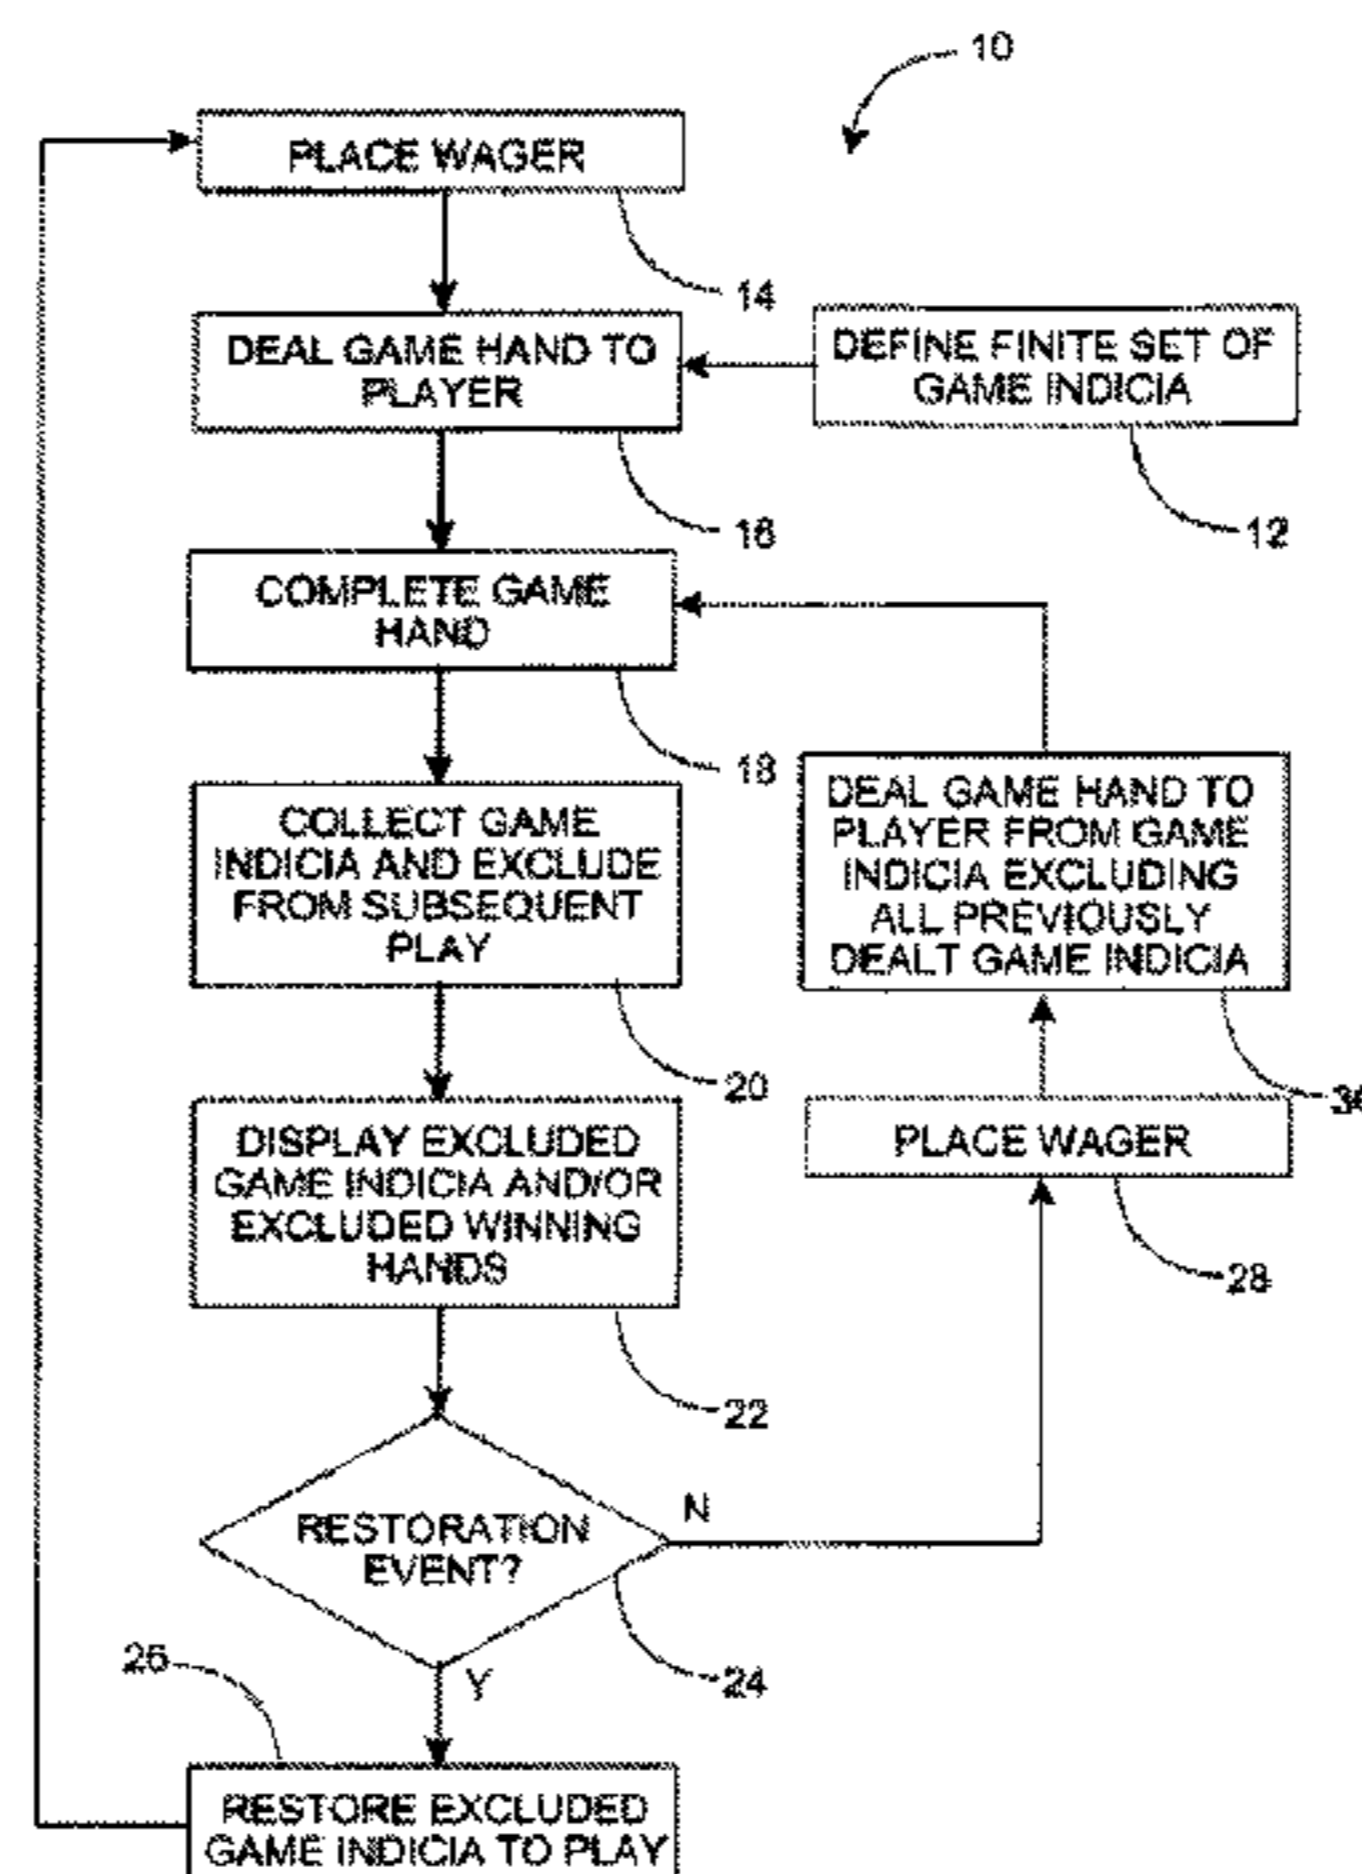 10
PLACE WAGER
14
DEAL GAME HAND TO
PLAYER
DEFINE FINITE SET OF
GAME INDICIA
16
12
COMPLETE GAME
HAND
18
COLLECT GAME
INDICIA AND EXCLUDE
FROM SUBSEQUENT
PLAY
DEAL GAME HAND TO
PLAYER FROM GAME
INDICIA EXCLUDING
ALL PREVIOUSLY
DEALT GAME INDICIA
20
DISPLAY EXCLUDED
GAME INDICIA AND/OR
EXCLUDED WINNING
HANDS
PLACE WAGER
28
22
RESTORATION
EVENT?
N
Y
24
26
RESTORE EXCLUDED
GAME INDICIA TO PLAY